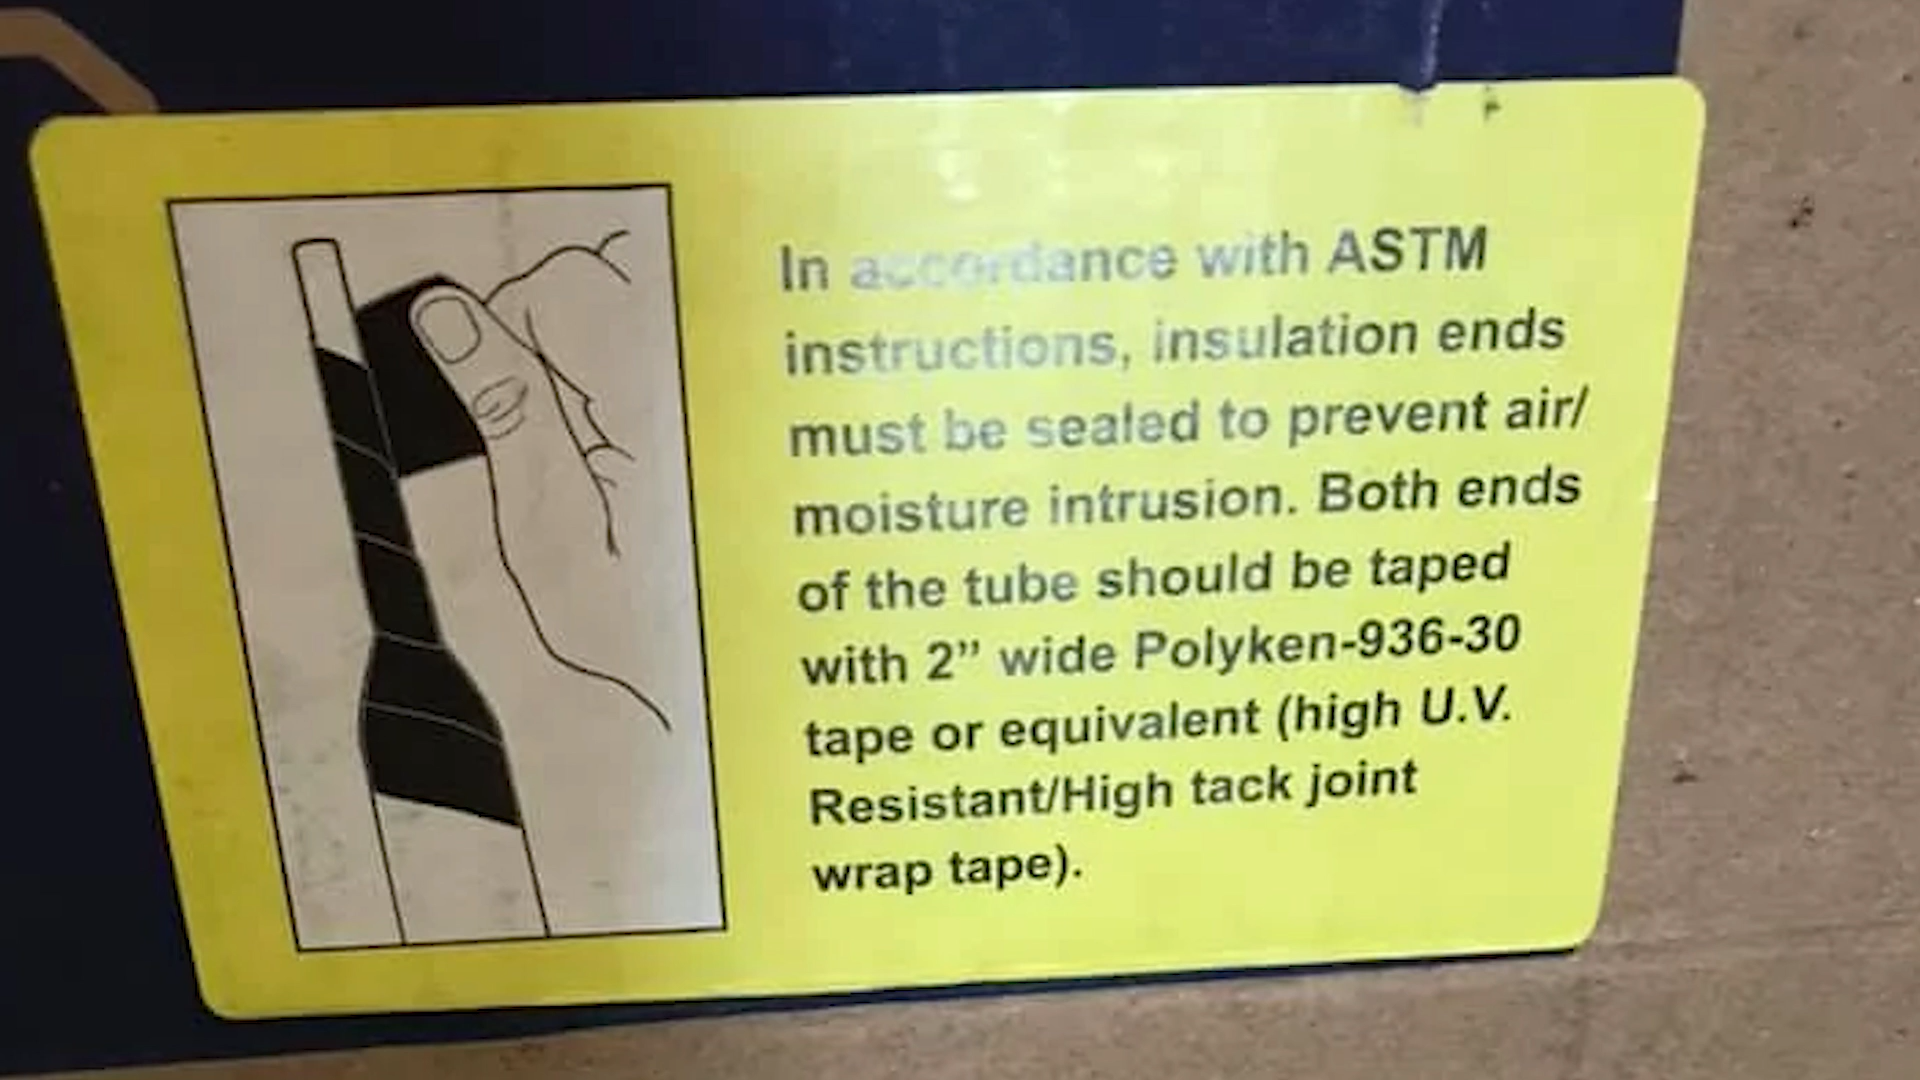 In accordance with ASTM
instructions, insulation ends
must be sealed to prevent air/
moisture intrusion. Both ends
of the tube should be taped
with 2” wide Polyken-936-30
tape or equivalent (high U.V.
Resistant/High tack joint
wrap tape).